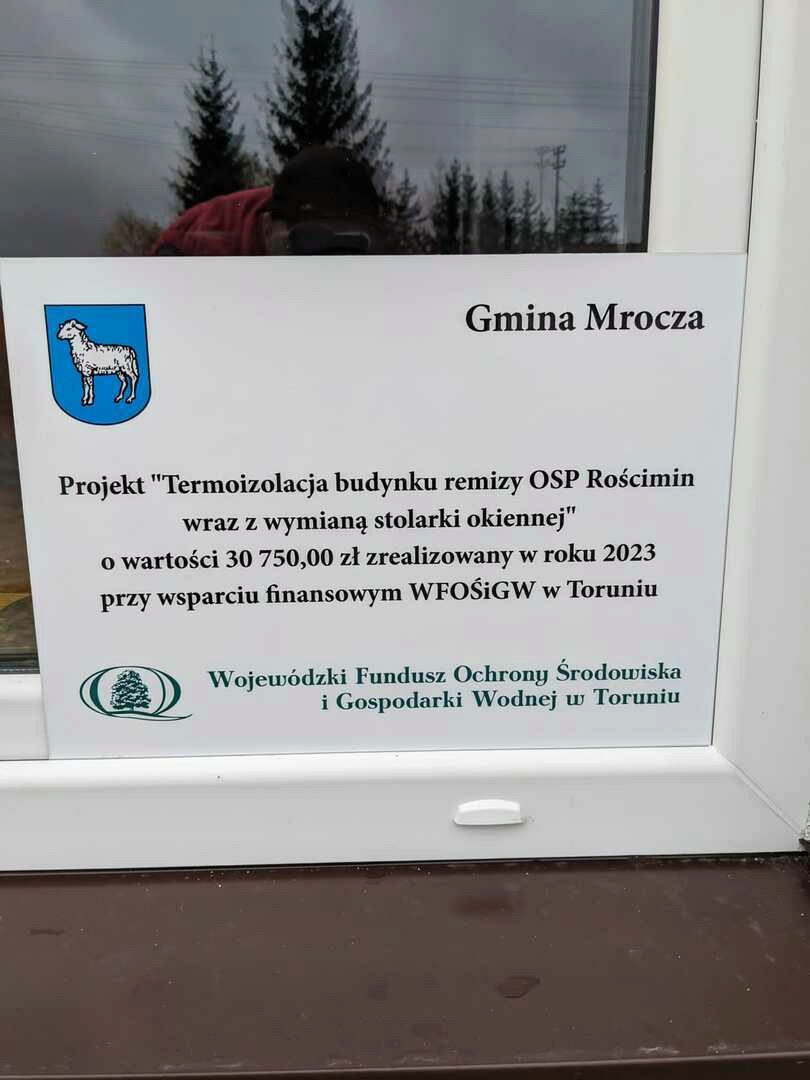 Gmina Mrocza
Projekt "Termoizolacja budynku remizy OSP Rościmin
wraz z wymianą stolarki okiennej"
o wartości 30 750,00 zł zrealizowany w roku 2023
przy wsparciu finansowym WFOŚiGW w Toruniu
Wojewódzki Fundusz Ochrony Środowiska
i Gospodarki Wodnej w Toruniu